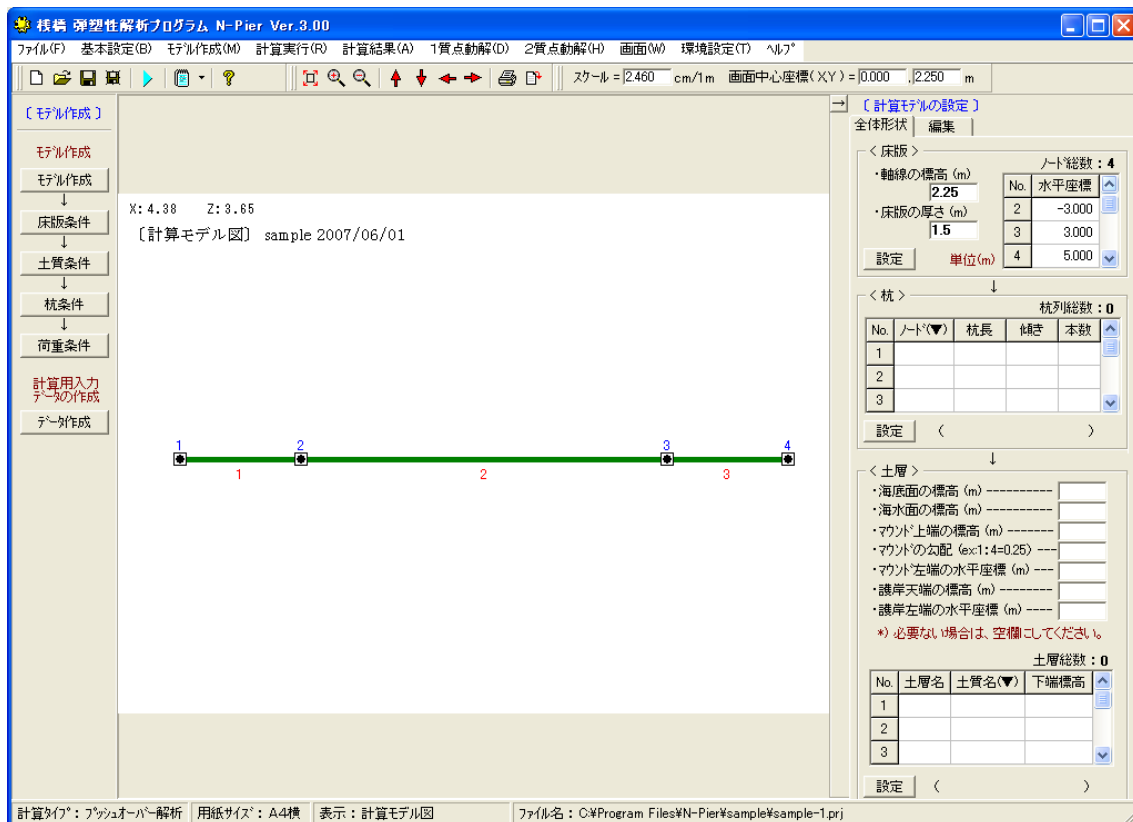 桟橋 弾塑性解析プログラム N-Pier Ver.3.00
ファイル(F) 基本設定(B) モデル作成(M) 計算実行(R) 計算結果(A) 1質点動解(D) 2質点動解(H) 画面(W) 環境設定(T) ヘルプ
スケール = 2.460 cm/1m 画面中心座標(XY) = 0.000 , 2.250 m
〔モデル作成〕
モデル作成
モデル作成
↓
床版条件
↓
土質条件
↓
杭条件
↓
荷重条件
計算用入力
データの作成
データ作成
X: 4.38 Z: 3.65
〔計算モデル図〕 sample 2007/06/01
1 2 3 4
1 2 3
→
〔計算モデルの設定〕
全体形状 編集
<床版>
ノード総数 : 4
・軸線の標高 (m)
2.25
・床版の厚さ (m)
1.5
設定 単位(m)
No. 水平座標
2 -3.000
3 3.000
4 5.000
↓
<杭>
杭列総数 : 0
No. ノード(▼) 杭長 傾き 本数
1
2
3
設定 ( )
↓
<土層>
・海底面の標高 (m) ----------
・海水面の標高 (m) ----------
・マウンド上端の標高 (m) -------
・マウンドの勾配 (ex:1:4=0.25) ---
・マウンド左端の水平座標 (m) ---
・護岸天端の標高 (m) ---------
・護岸左端の水平座標 (m) ----
*) 必要ない場合は、空欄にしてください。
土層総数 : 0
No. 土層名 土質名(▼) 下端標高
1
2
3
設定 ( )
計算タイプ : プッシュオーバー解析 用紙サイズ : A4横 表示 : 計算モデル図 ファイル名 : C:¥Program Files¥N-Pier¥sample¥sample-1.prj